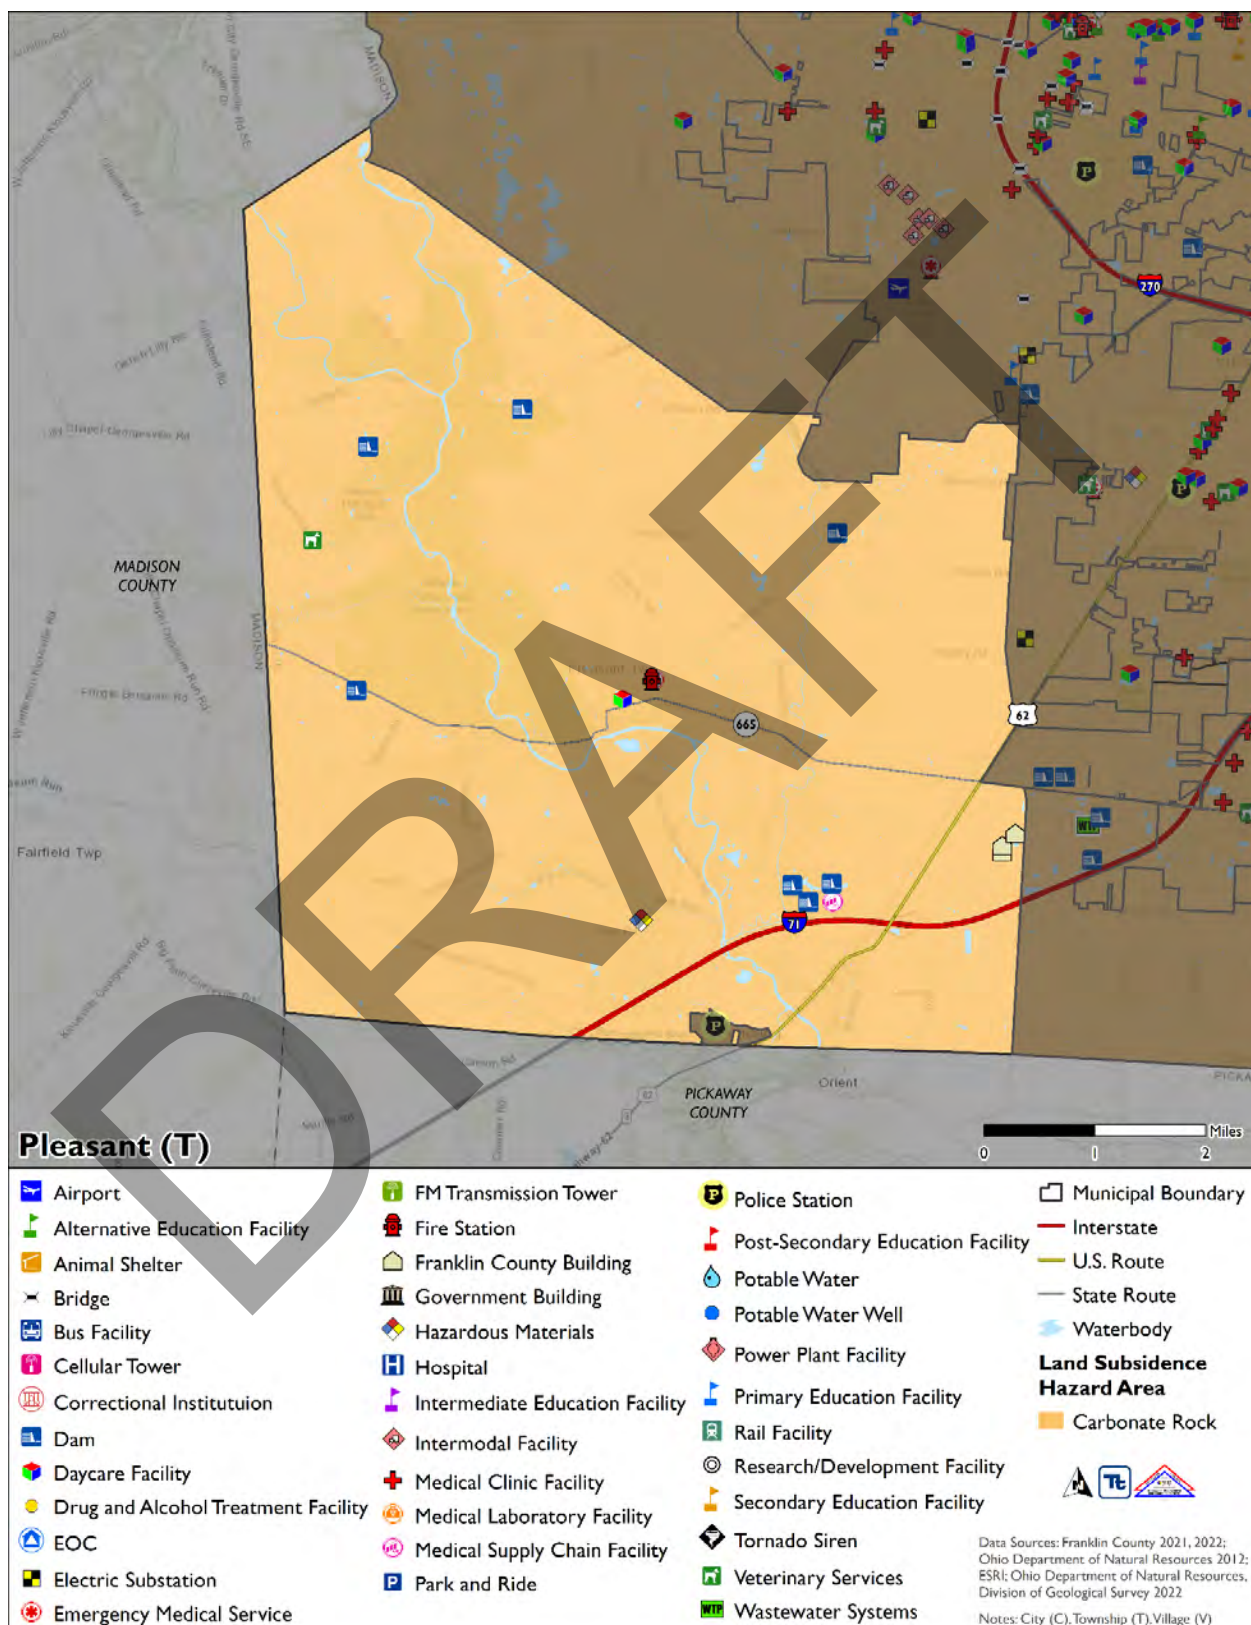 MADISON
270
MADISON
COUNTY
MADISON
665
62
Fairfield Twp
71
PICKAWAY
COUNTY
Orient
DRAFT
Pleasant (T)
Miles
0 1 2
Airport
Alternative Education Facility
Animal Shelter
Bridge
Bus Facility
Cellular Tower
Correctional Institutuion
Dam
Daycare Facility
Drug and Alcohol Treatment Facility
EOC
Electric Substation
Emergency Medical Service
FM Transmission Tower
Fire Station
Franklin County Building
Government Building
Hazardous Materials
Hospital
Intermediate Education Facility
Intermodal Facility
Medical Clinic Facility
Medical Laboratory Facility
Medical Supply Chain Facility
Park and Ride
Police Station
Post-Secondary Education Facility
Potable Water
Potable Water Well
Power Plant Facility
Primary Education Facility
Rail Facility
Research/Development Facility
Secondary Education Facility
Tornado Siren
Veterinary Services
WTP Wastewater Systems
Municipal Boundary
Interstate
U.S. Route
State Route
Waterbody
Land Subsidence
Hazard Area
Carbonate Rock
Data Sources: Franklin County 2021, 2022;
Ohio Department of Natural Resources 2012;
ESRI; Ohio Department of Natural Resources,
Division of Geological Survey 2022
Notes: City (C), Township (T), Village (V)